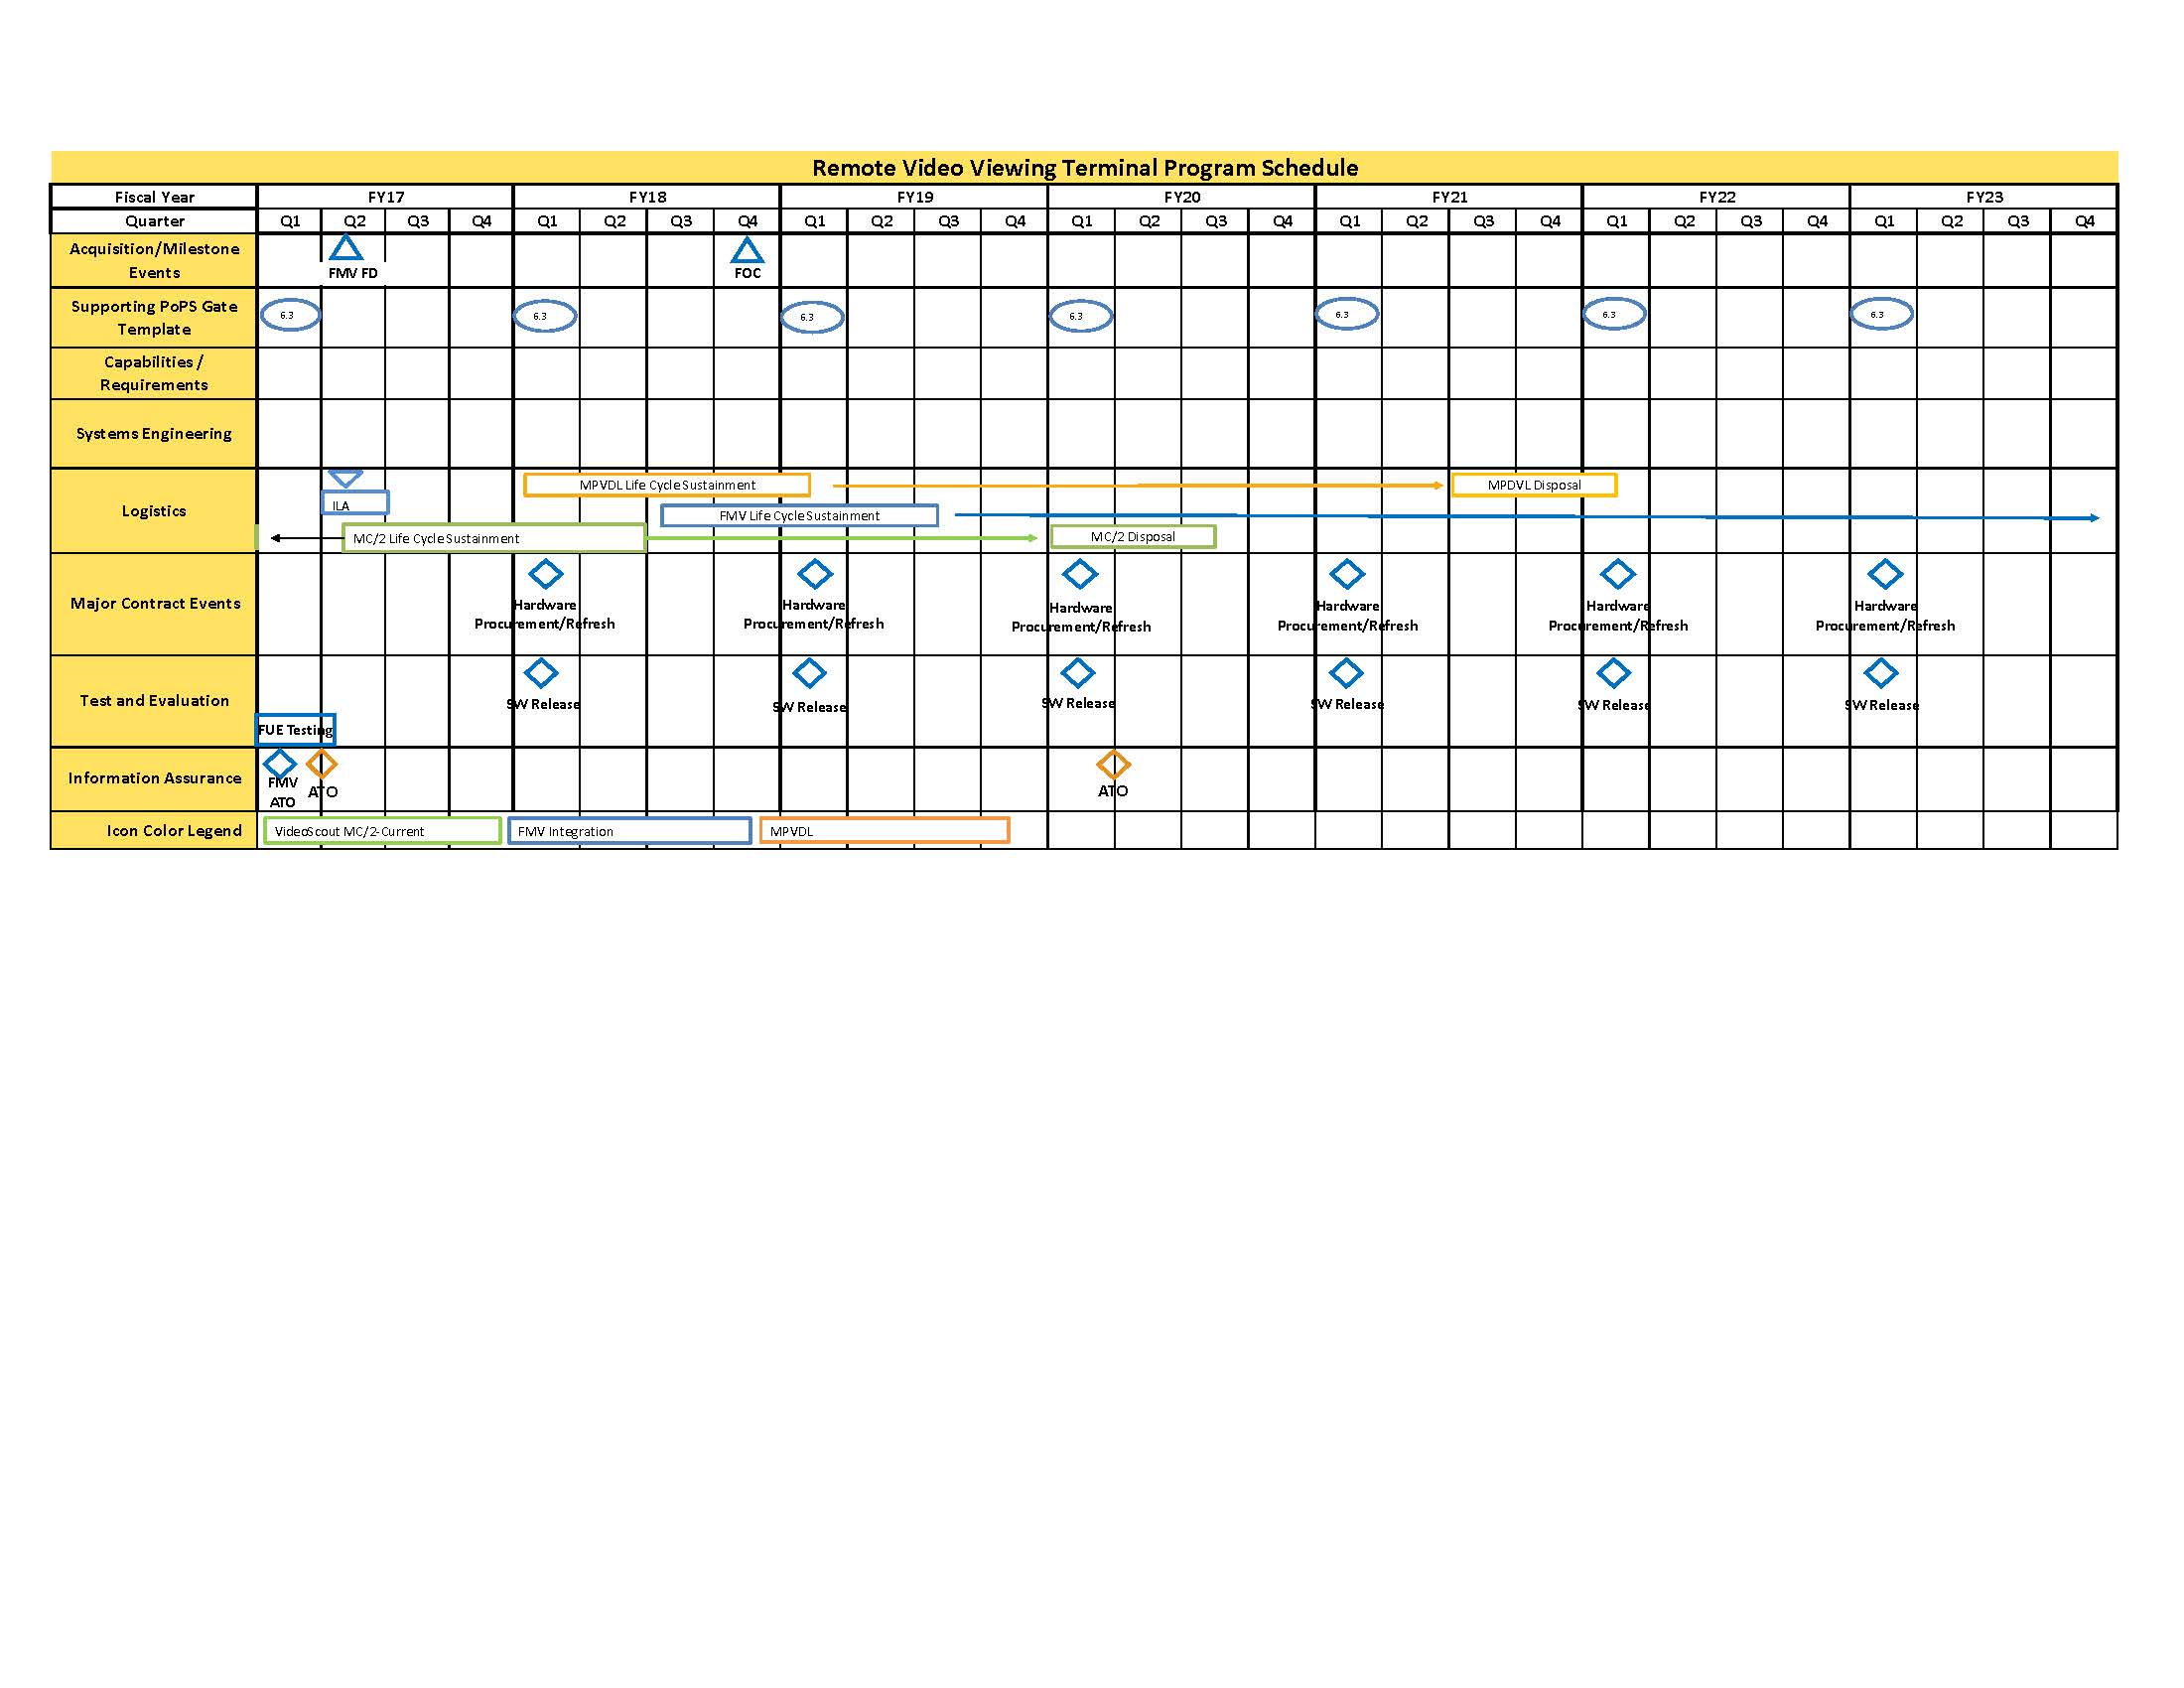 Remote Video Viewing Terminal Program Schedule
Fiscal Year FY17 FY18 FY19 FY20 FY21 FY22 FY23
Quarter Q1 Q2 Q3 Q4 Q1 Q2 Q3 Q4 Q1 Q2 Q3 Q4 Q1 Q2 Q3 Q4 Q1 Q2 Q3 Q4 Q1 Q2 Q3 Q4 Q1 Q2 Q3 Q4
Acquisition/Milestone
Events
FMV FD FOC
Supporting PoPS Gate
Template
6.3 6.3 6.3 6.3 6.3 6.3 6.3
Capabilities /
Requirements
Systems Engineering
Logistics
MPVDL Life Cycle Sustainment MPDVL Disposal
ILA FMV Life Cycle Sustainment
MC/2 Life Cycle Sustainment MC/2 Disposal
Major Contract Events
Hardware Hardware Hardware Hardware Hardware Hardware
Procurement/Refresh Procurement/Refresh Procurement/Refresh Procurement/Refresh Procurement/Refresh Procurement/Refresh
Test and Evaluation
SW Release SW Release SW Release SW Release SW Release SW Release
FUE Testing
Information Assurance
FMV
ATO
ATO ATO
Icon Color Legend VideoScout MC/2-Current FMV Integration MPVDL